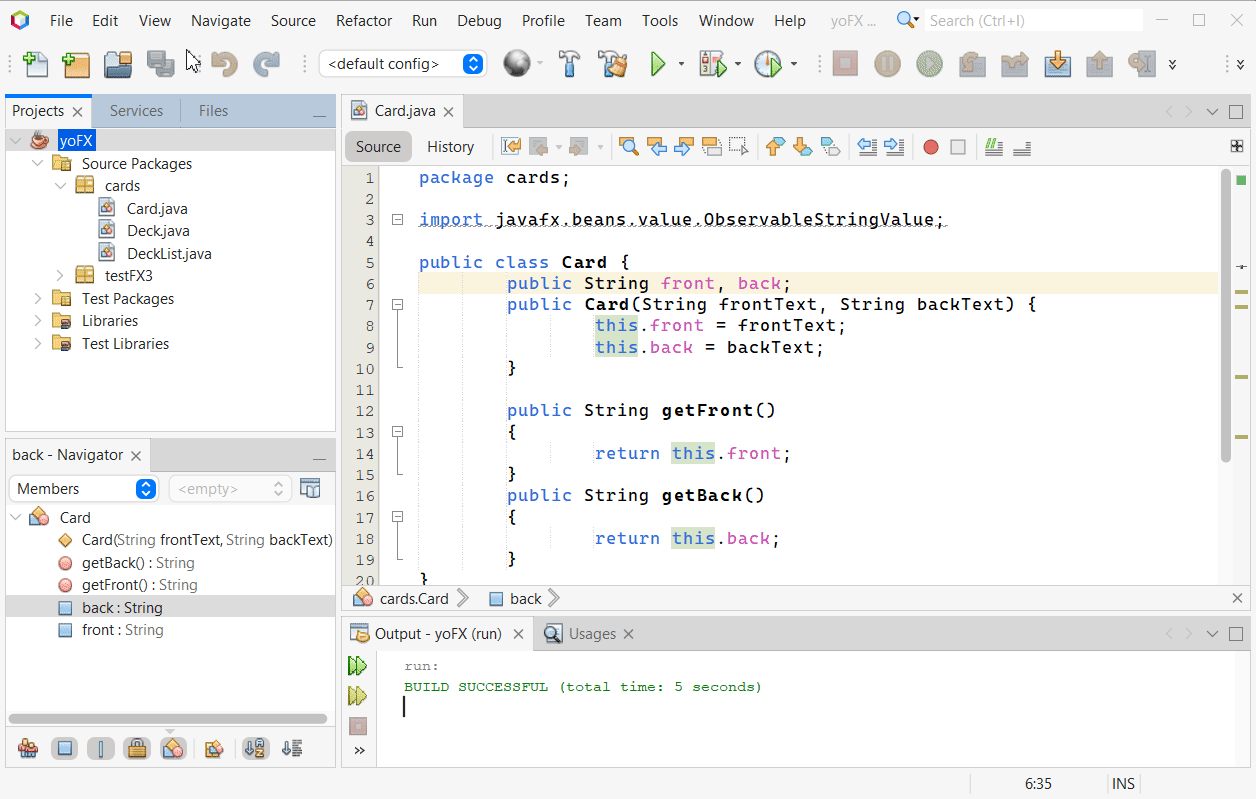 File Edit View Navigate Source Refactor Run Debug Profile Team Tools Window Help yoFX ... Search (Ctrl+I)
<default config>
Projects Services Files
yoFX
Source Packages
cards
Card.java
Deck.java
DeckList.java
testFX3
Test Packages
Libraries
Test Libraries
back - Navigator
Members <empty>
Card
Card(String frontText, String backText)
getBack() : String
getFront() : String
back : String
front : String
Card.java
Source History
1 package cards;
2
3 import javafx.beans.value.ObservableStringValue;
4
5 public class Card {
6 public String front, back;
7 public Card(String frontText, String backText) {
8 this.front = frontText;
9 this.back = backText;
10 }
11
12 public String getFront()
13 {
14 return this.front;
15 }
16 public String getBack()
17 {
18 return this.back;
19 }
20 }
cards.Card back
Output - yoFX (run) Usages
run:
BUILD SUCCESSFUL (total time: 5 seconds)
6:35 INS